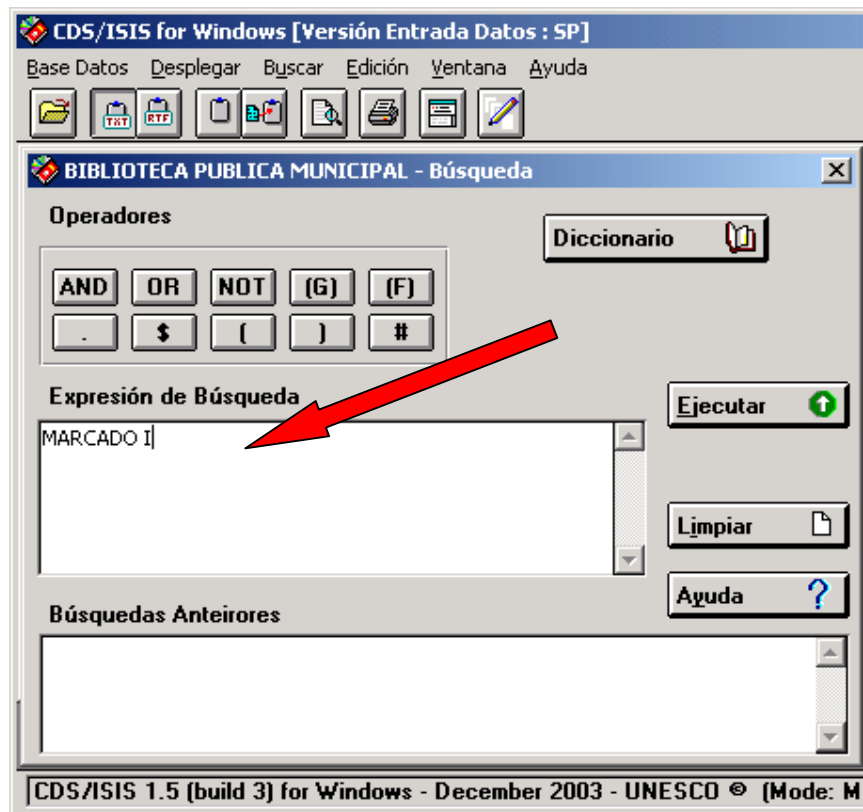 CDS/ISIS for Windows [Versión Entrada Datos : SP]
Base Datos Desplegar Buscar Edición Ventana Ayuda
TXT RTF
BIBLIOTECA PUBLICA MUNICIPAL - Búsqueda
Operadores
Diccionario
AND OR NOT (G) (F)
. $ ( ) #
Expresión de Búsqueda
Ejecutar
MARCADO I
Limpiar
Ayuda ?
Búsquedas Anteirores
CDS/ISIS 1.5 (build 3) for Windows - December 2003 - UNESCO © (Mode: M